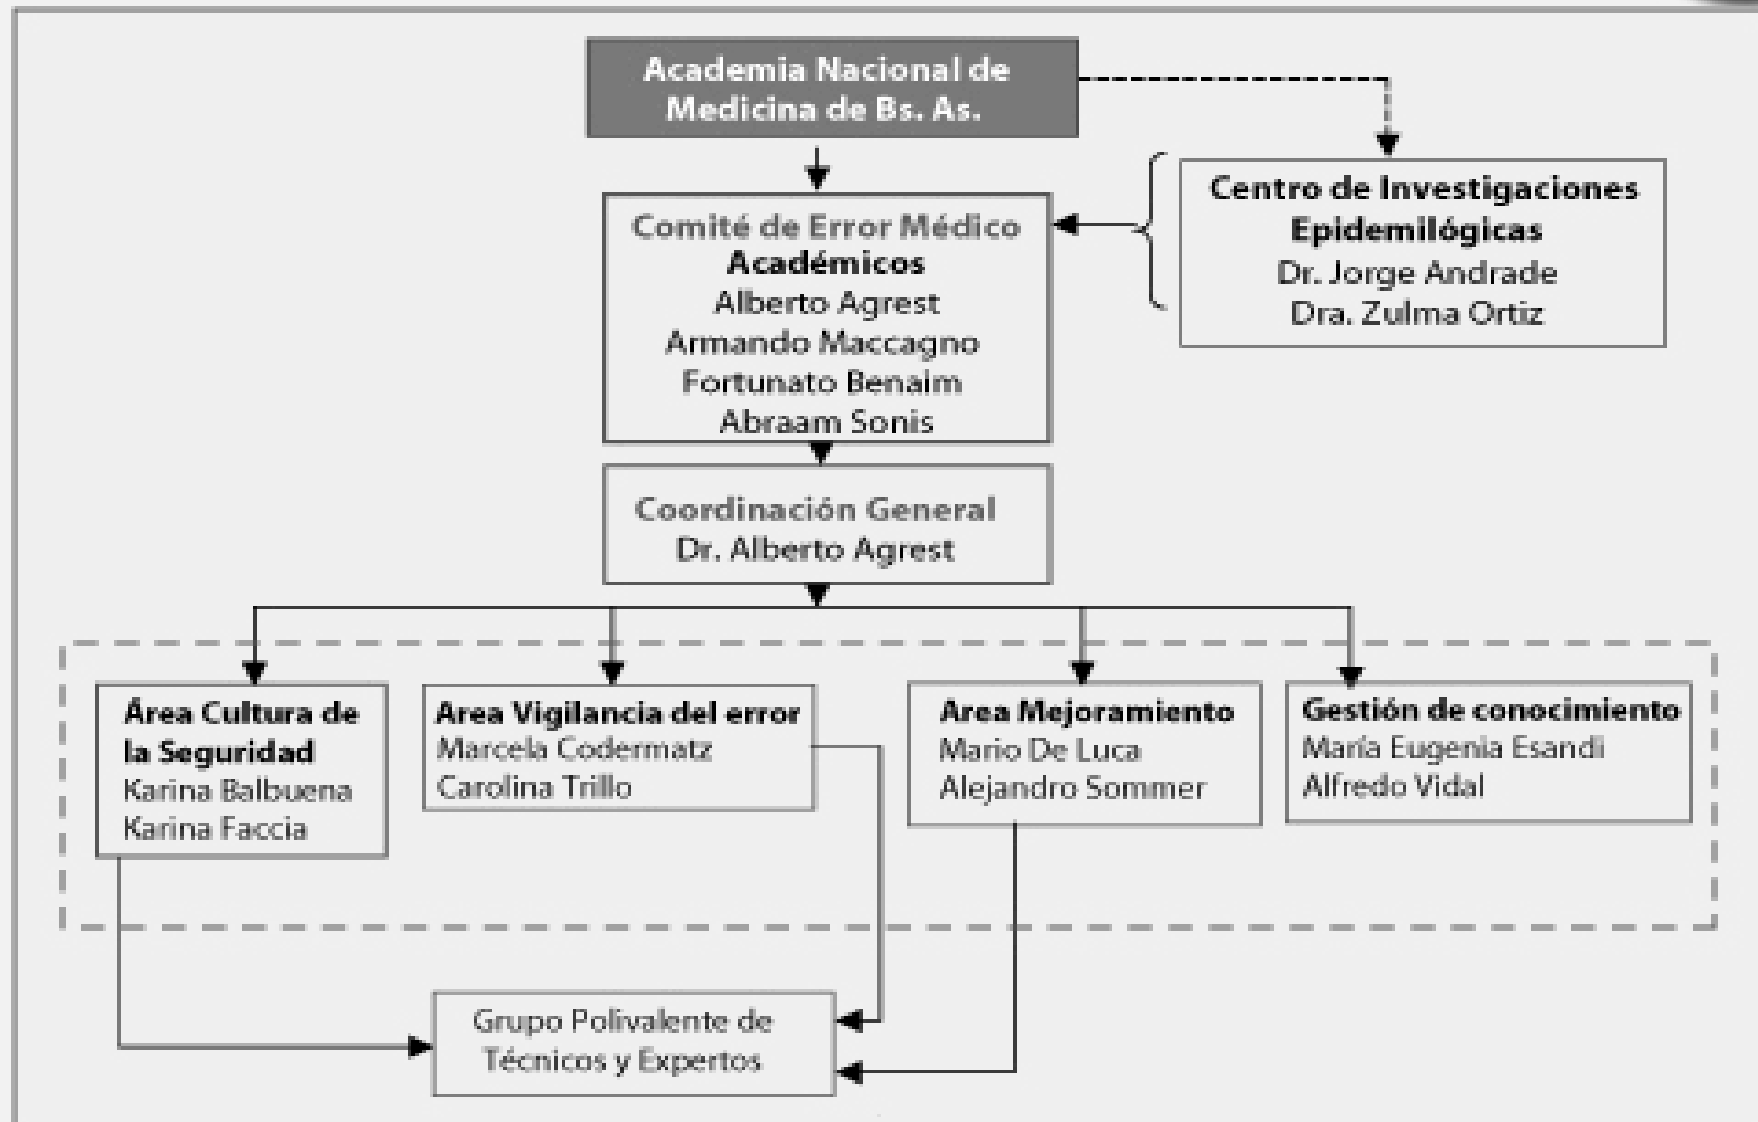 Academia Nacional de
Medicina de Bs. As.
Centro de Investigaciones
Epidemilógicas
Dr. Jorge Andrade
Dra. Zulma Ortiz
Comité de Error Médico
Académicos
Alberto Agrest
Armando Maccagno
Fortunato Benaim
Abraam Sonis
Coordinación General
Dr. Alberto Agrest
Área Cultura de
la Seguridad
Karina Balbuena
Karina Faccia
Area Vigilancia del error
Marcela Codermatz
Carolina Trillo
Area Mejoramiento
Mario De Luca
Alejandro Sommer
Gestión de conocimiento
María Eugenia Esandi
Alfredo Vidal
Grupo Polivalente de
Técnicos y Expertos